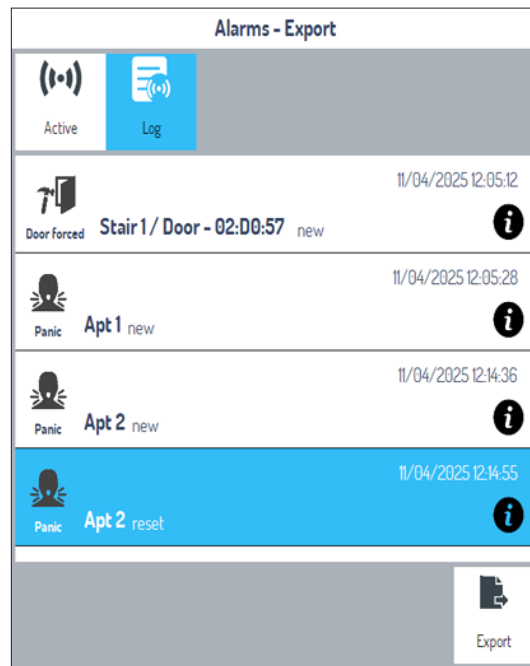 Alarms - Export
Active
Log
11/04/2025 12:05:12
Door forced Stair 1 / Door - 02:D0:57 new
11/04/2025 12:05:28
Panic Apt 1 new
11/04/2025 12:14:36
Panic Apt 2 new
11/04/2025 12:14:55
Panic Apt 2 reset
Export